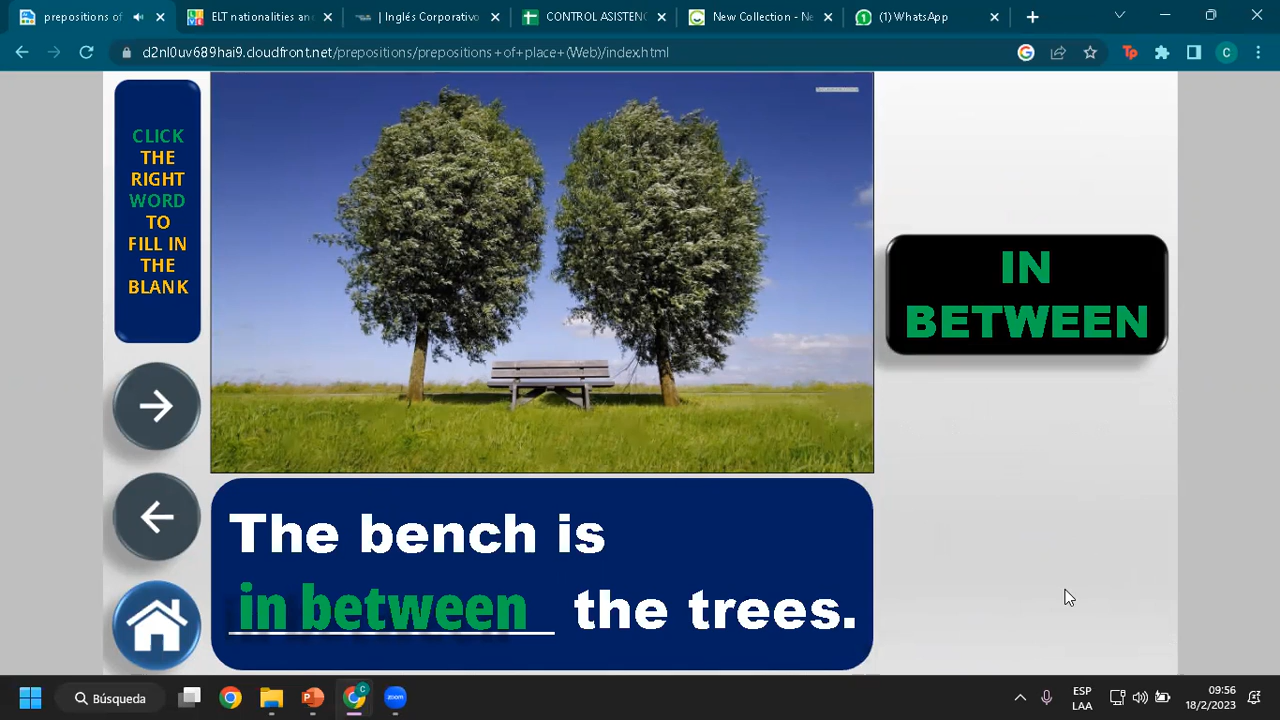 prepositions of
ELT nationalities and
Inglés Corporativo
CONTROL ASISTENC
New Collection - Ne
(1) WhatsApp
d2nl0uv689hai9.cloudfront.net/prepositions/prepositions+of+place+(Web)/index.html
C
CLICK
THE
RIGHT
WORD
TO
FILL IN
THE
BLANK
IN
BETWEEN
The bench is
in between the trees.
Búsqueda
zoom
ESP
LAA
09:56
18/2/2023